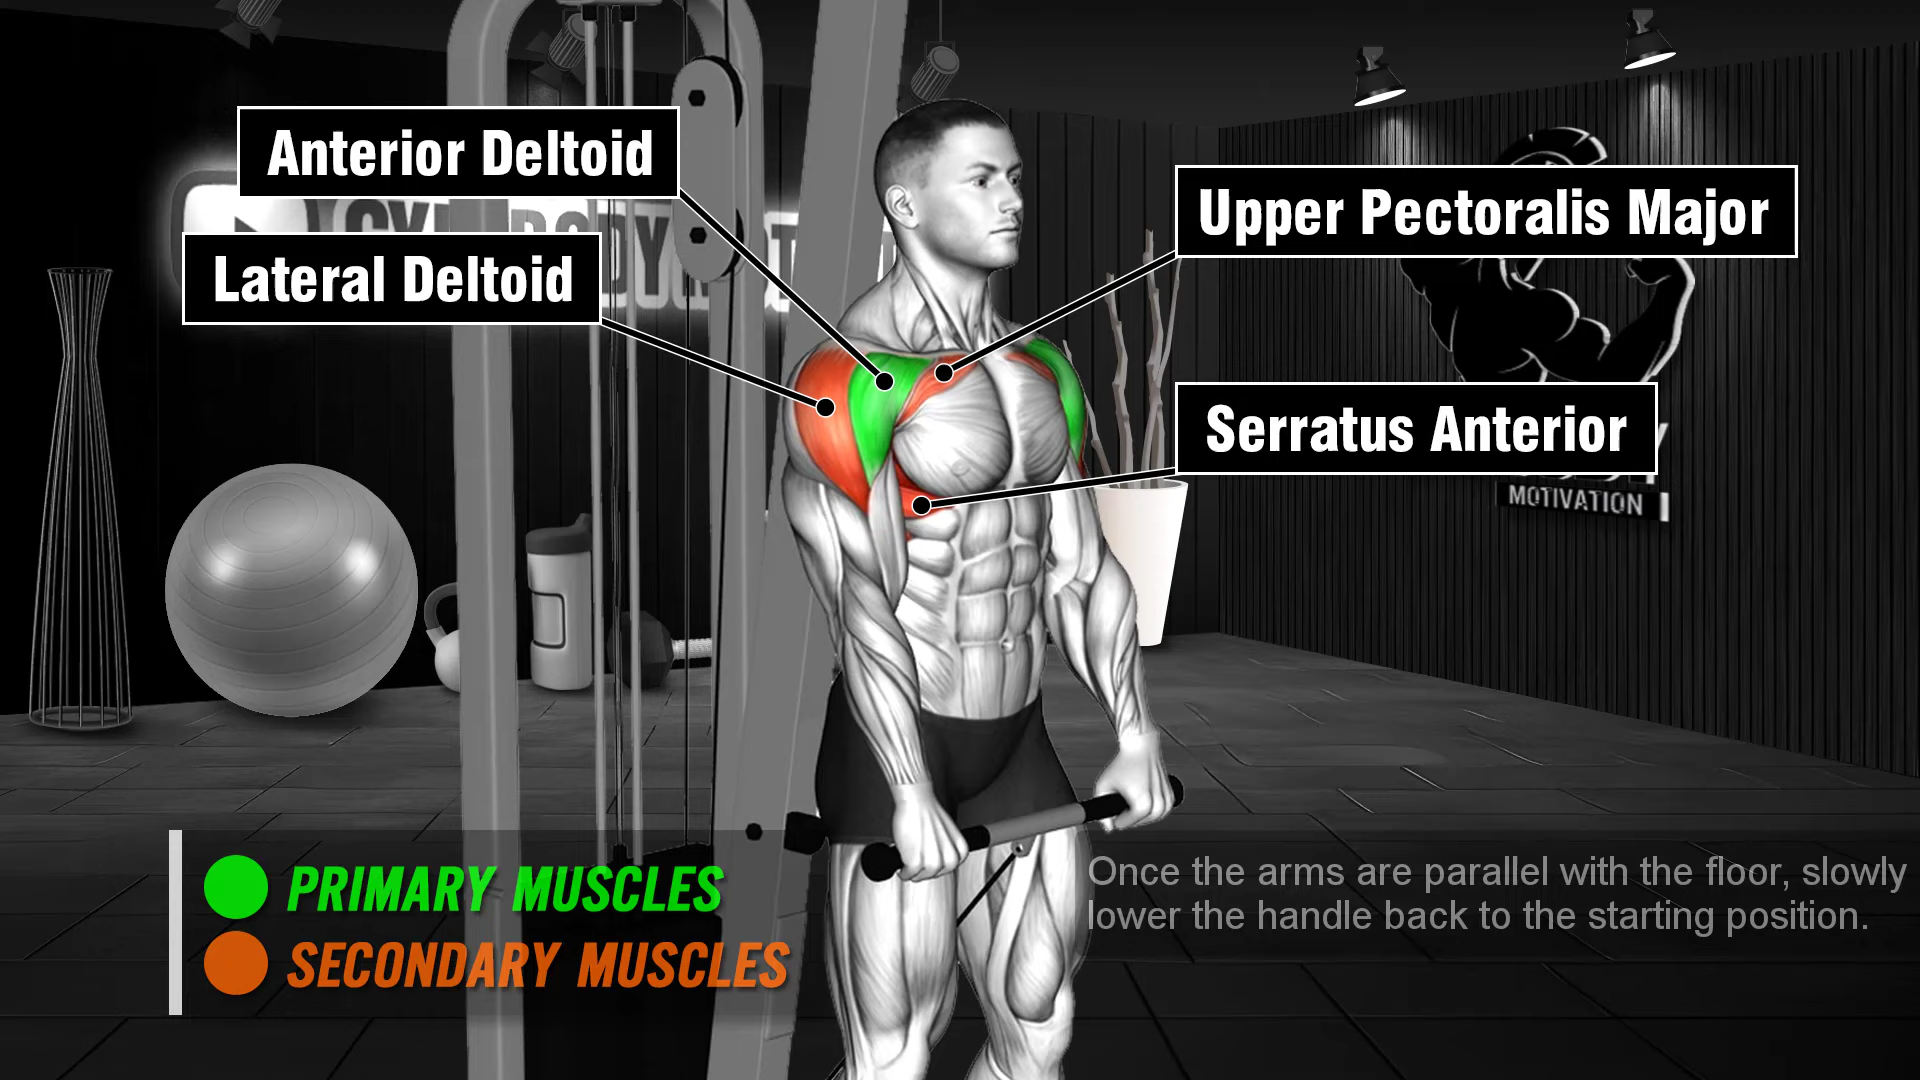 Anterior Deltoid
Lateral Deltoid
Upper Pectoralis Major
Serratus Anterior
MOTIVATION
PRIMARY MUSCLES
SECONDARY MUSCLES
Once the arms are parallel with the floor, slowly
lower the handle back to the starting position.